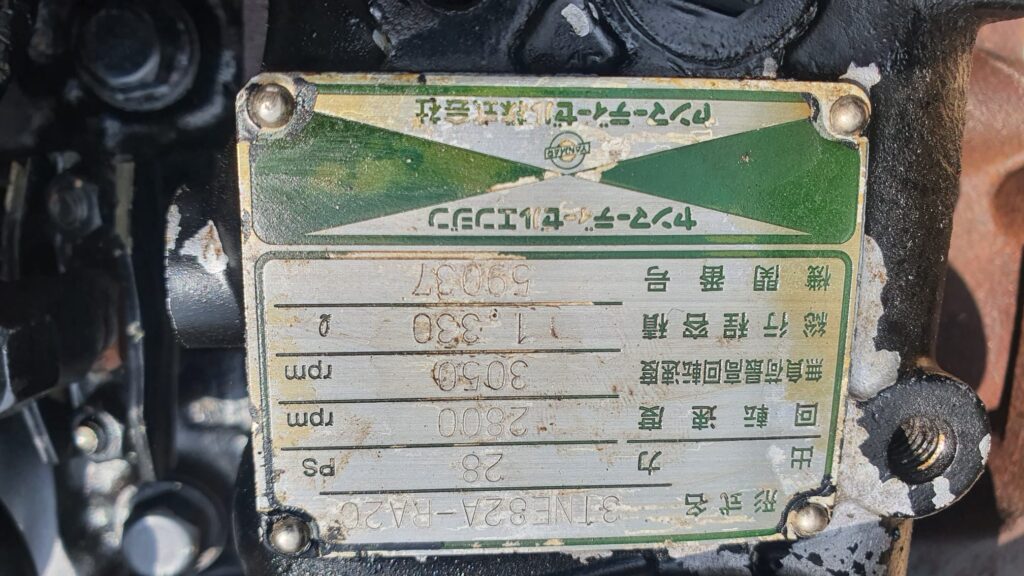 形式名 3TNE82A-RA2C
出力 28 PS
回転速度 2800 rpm
無負荷最高回転速度 3050 rpm
総行程容積 1.330 ℓ
機関番号 59037
ヤンマーディーゼルエンジン
YANMAR
ヤンマーディーゼル株式会社